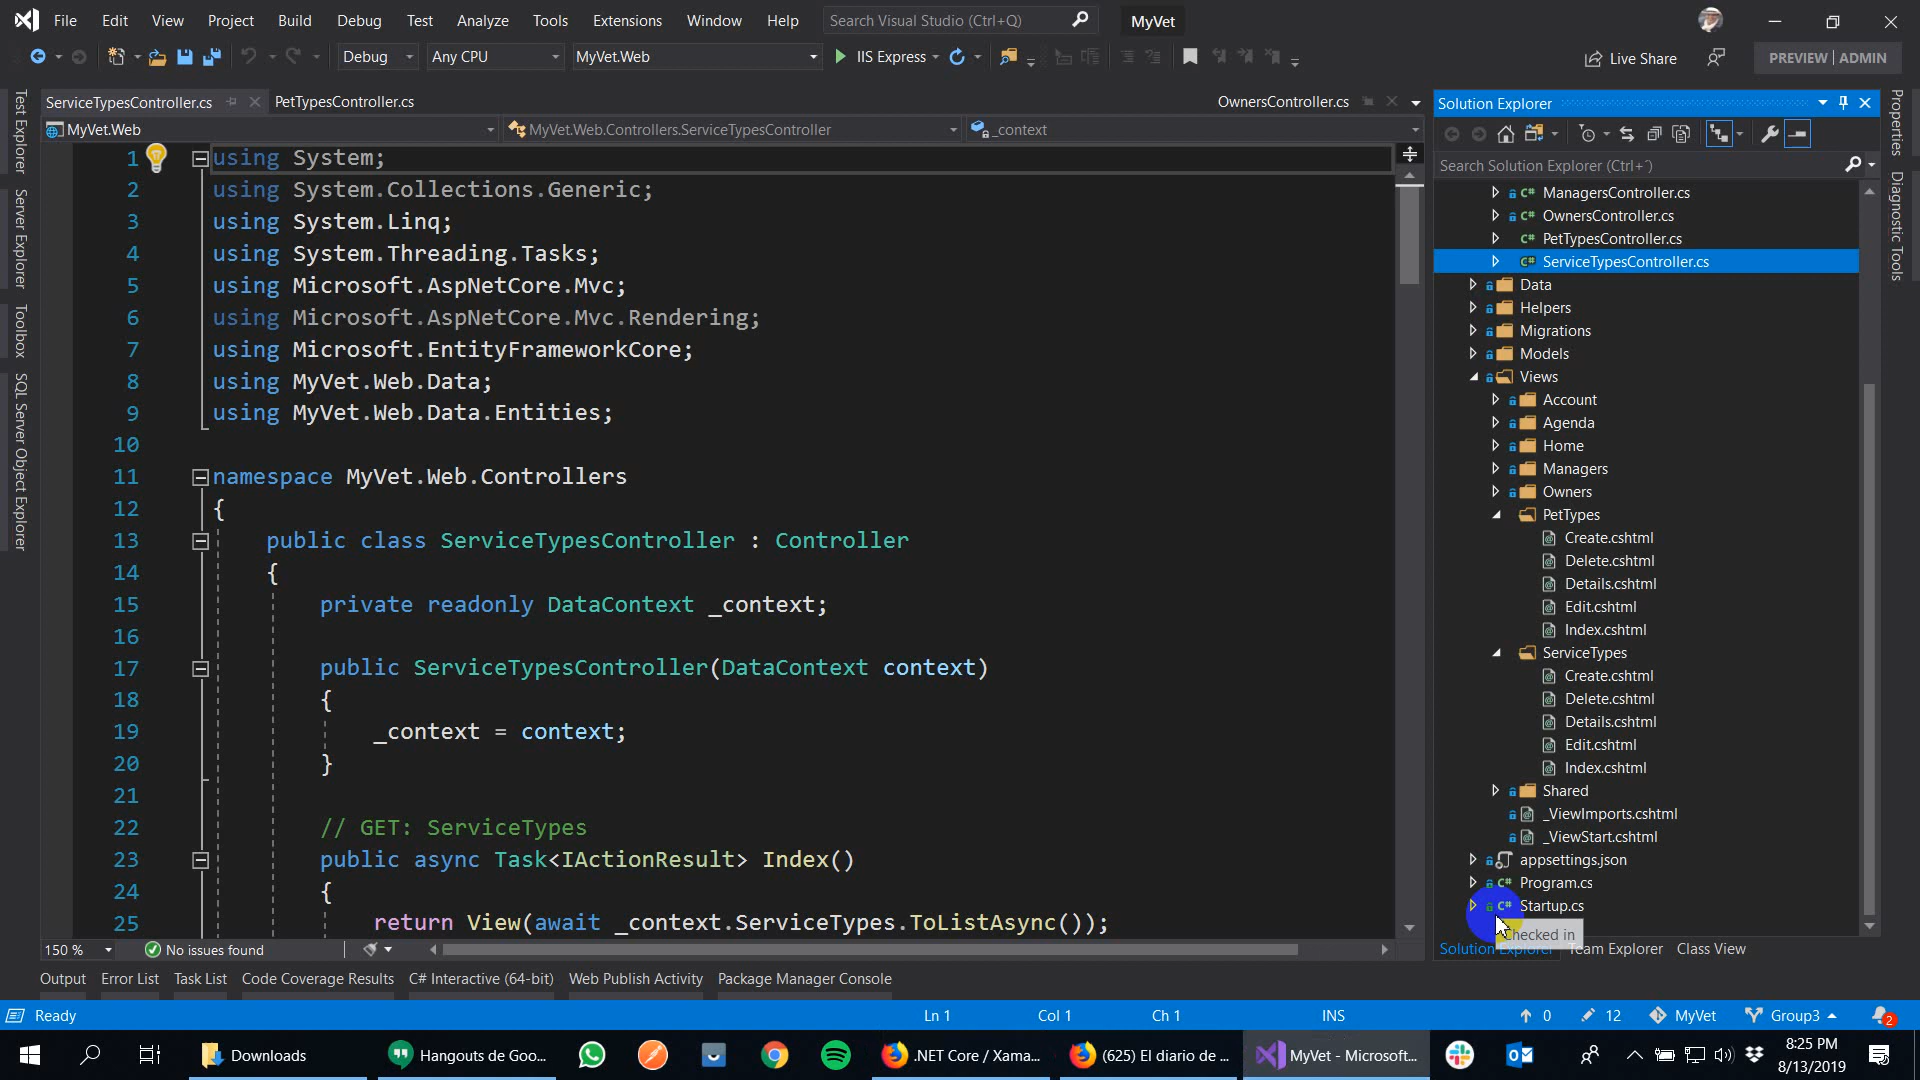 File Edit View Project Build Debug Test Analyze Tools Extensions Window Help Search Visual Studio (Ctrl+Q) MyVet
Debug Any CPU MyVet.Web IIS Express Live Share PREVIEW | ADMIN
ServiceTypesController.cs PetTypesController.cs OwnersController.cs
MyVet.Web MyVet.Web.Controllers.ServiceTypesController _context
Test Explorer
Server Explorer
Toolbox
SQL Server Object Explorer
1 using System;
2 using System.Collections.Generic;
3 using System.Linq;
4 using System.Threading.Tasks;
5 using Microsoft.AspNetCore.Mvc;
6 using Microsoft.AspNetCore.Mvc.Rendering;
7 using Microsoft.EntityFrameworkCore;
8 using MyVet.Web.Data;
9 using MyVet.Web.Data.Entities;
10
11 namespace MyVet.Web.Controllers
12 {
13 public class ServiceTypesController : Controller
14 {
15 private readonly DataContext _context;
16
17 public ServiceTypesController(DataContext context)
18 {
19 _context = context;
20 }
21
22 // GET: ServiceTypes
23 public async Task<IActionResult> Index()
24 {
25 return View(await _context.ServiceTypes.ToListAsync());
150 % No issues found
Solution Explorer
Search Solution Explorer (Ctrl+´)
C# ManagersController.cs
C# OwnersController.cs
C# PetTypesController.cs
C# ServiceTypesController.cs
Data
Helpers
Migrations
Models
Views
Account
Agenda
Home
Managers
Owners
PetTypes
Create.cshtml
Delete.cshtml
Details.cshtml
Edit.cshtml
Index.cshtml
ServiceTypes
Create.cshtml
Delete.cshtml
Details.cshtml
Edit.cshtml
Index.cshtml
Shared
_ViewImports.cshtml
_ViewStart.cshtml
appsettings.json
C# Program.cs
C# Startup.cs
Checked in
Solution Explorer Team Explorer Class View
Properties
Diagnostic Tools
Output Error List Task List Code Coverage Results C# Interactive (64-bit) Web Publish Activity Package Manager Console
Ready Ln 1 Col 1 Ch 1 INS 0 12 MyVet Group3 2
Downloads Hangouts de Goo... .NET Core / Xama... (625) El diario de ... MyVet - Microsoft... 8:25 PM
8/13/2019